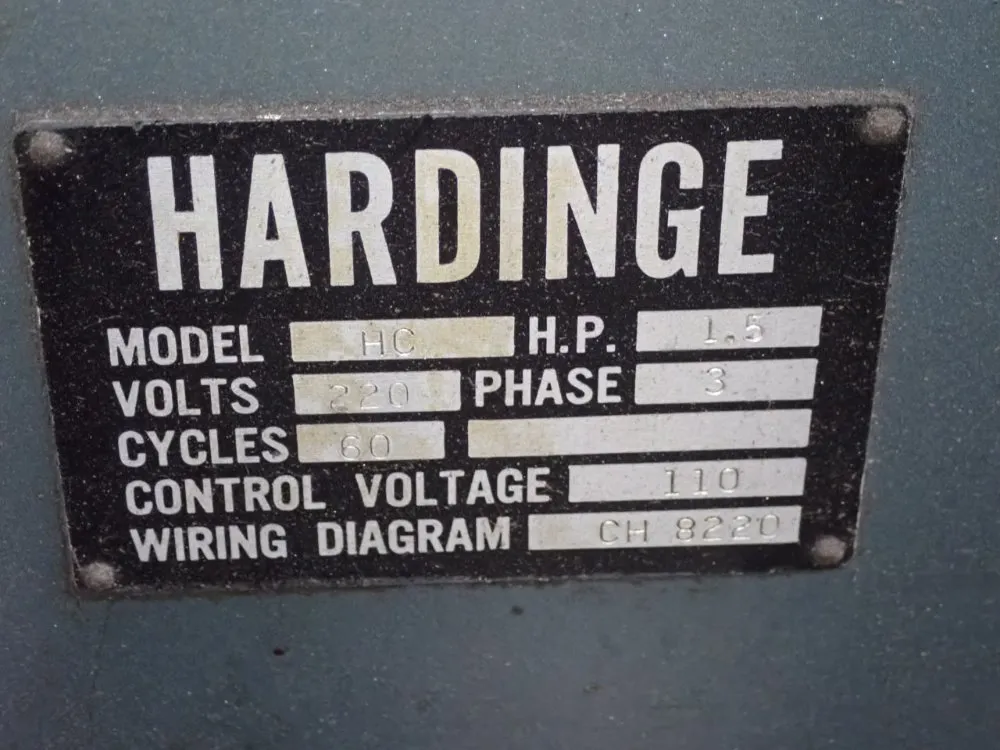 HARDINGE
MODEL HC H.P. 1.5
VOLTS 220 PHASE 3
CYCLES 60
CONTROL VOLTAGE 110
WIRING DIAGRAM CH 8220